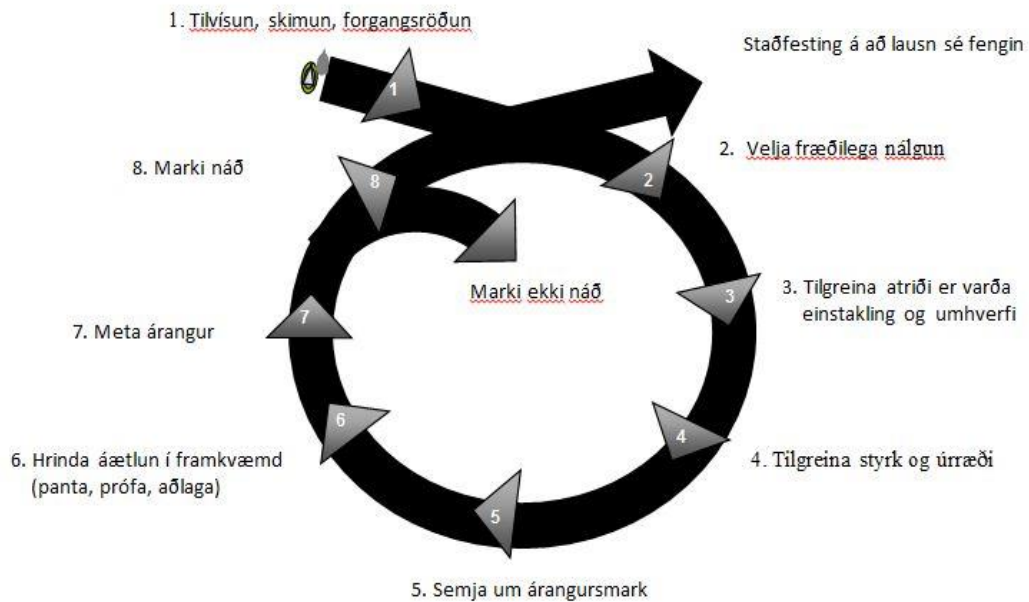 1. Tilvísun, skimun, forgangsröðun
Staðfesting á að lausn sé fengin
1
2. Velja fræðilega nálgun
2
8. Marki náð
8
Marki ekki náð
3. Tilgreina atriði er varða
einstakling og umhverfi
3
7. Meta árangur
7
6. Hrinda áætlun í framkvæmd
(panta, prófa, aðlaga)
6
4. Tilgreina styrk og úrræði
4
5
5. Semja um árangursmark